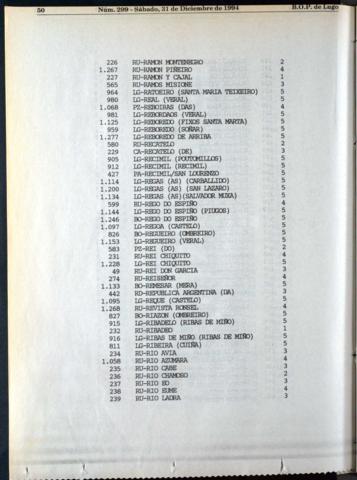 50 Núm. 299 - Sábado, 31 de Diciembre de 1994 B.O.P. de Lugo
226 RU-RAMON MONTENEGRO 2
1.267 RU-RAMON PIÑEIRO 4
227 RU-RAMON Y CAJAL 1
565 RU-RAMOS MISIONE 3
964 LG-RATOEIRO (SANTA MARIA TEIXEIRO) 5
980 LG-REAL (VERAL) 5
1.068 PZ-REBOIRAS (DAS) 4
981 LG-REBORDAOS (VERAL) 5
1.125 LG-REBOREDO (PIXOS SANTA MARTA) 5
959 LG-REBOREDO (SOÑAR) 5
1.277 LG-REBOREDO DE ARRIBA 5
580 RU-RECATELO 2
229 CA-RECATELO (DE) 3
905 LG-RECIMIL (POUTOMILLOS) 5
912 LG-RECIMIL (RECIMIL) 5
427 PA-RECIMIL/SAN LOURENZO 5
1.114 LG-REGAS (AS) (CARBALLIDO) 5
1.200 LG-REGAS (AS) (SAN LAZARO) 5
1.134 LG-REGAS (AS)(SALVADOR MUXA) 5
599 RU-REGO DO ESPIÑO 4
1.144 LG-REGO DO ESPIÑO (PIUGOS) 5
1.246 BO-REGO DO ESPIÑO 5
1.097 LG-REGOA (CASTELO) 5
826 BO-REGUEIRO (OMBREIRO) 5
1.153 LG-REGUEIRO (VERAL) 5
583 PZ-REI (DO) 2
231 RU-REI CHIQUITO 4
1.228 LG-REI CHIQUITO 5
49 RU-REI DON GARCIA 3
274 RU-REISEÑOR 4
1.133 BO-REMESAR (MERA) 5
442 RD-REPUBLICA ARGENTINA (DA) 3
1.095 LG-REQUE (CASTELO) 5
1.268 RU-REVISTA RONSEL 4
827 BO-RIAZON (OMBREIRO) 5
915 LG-RIBADELO (RIBAS DE MIÑO) 5
232 RU-RIBADEO 1
916 LG-RIBAS DE MIÑO (RIBAS DE MIÑO) 5
811 LG-RIBEIRA (CUIÑA) 5
234 RU-RIO AVIA 3
1.058 RU-RIO AZUMARA 4
235 RU-RIO CABE 3
236 RU-RIO CHAMOSO 2
237 RU-RIO EO 3
238 RU-RIO EUME 4
239 RU-RIO LADRA 3